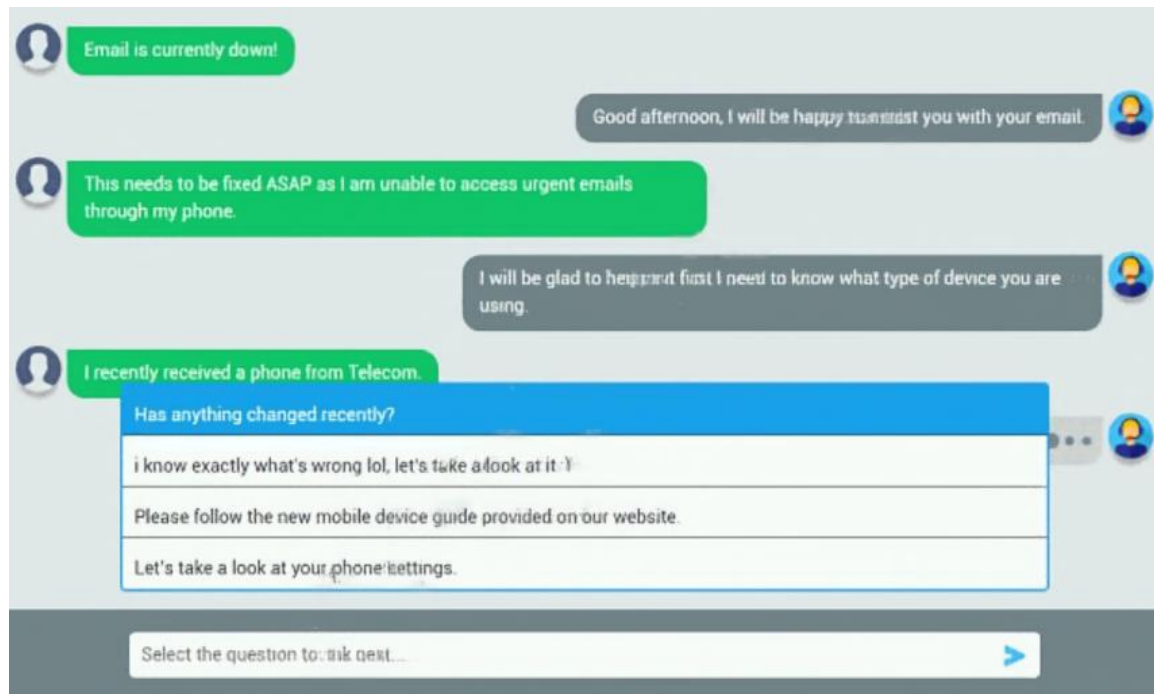 Email is currently down!
Good afternoon, I will be happy you with your email.
This needs to be fixed ASAP as I am unable to access urgent emails
through my phone.
I will be glad to first I need to know what type of device you are
using.
I recently received a phone from Telecom.
Has anything changed recently?
i know exactly what's wrong lol, let's take a look at it
Please follow the new mobile device guide provided on our website.
Let's take a look at your phone settings.
Select the question to